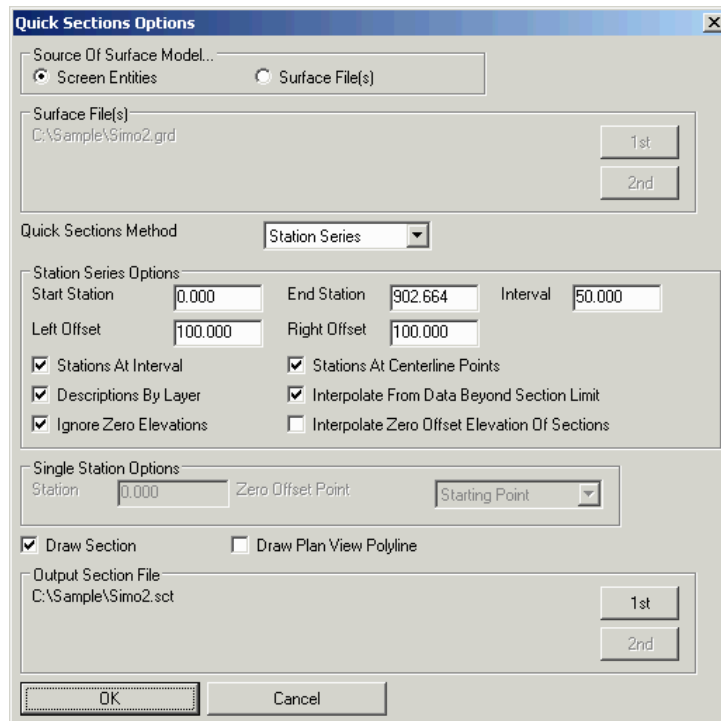 Quick Sections Options
Source Of Surface Model...
Screen Entities Surface File(s)
Surface File(s)
C:\Sample\Simo2.grd
1st
2nd
Quick Sections Method Station Series
Station Series Options
Start Station 0.000 End Station 902.664 Interval 50.000
Left Offset 100.000 Right Offset 100.000
Stations At Interval Stations At Centerline Points
Descriptions By Layer Interpolate From Data Beyond Section Limit
Ignore Zero Elevations Interpolate Zero Offset Elevation Of Sections
Single Station Options
Station 0.000 Zero Offset Point Starting Point
Draw Section Draw Plan View Polyline
Output Section File
C:\Sample\Simo2.sct
1st
2nd
OK Cancel